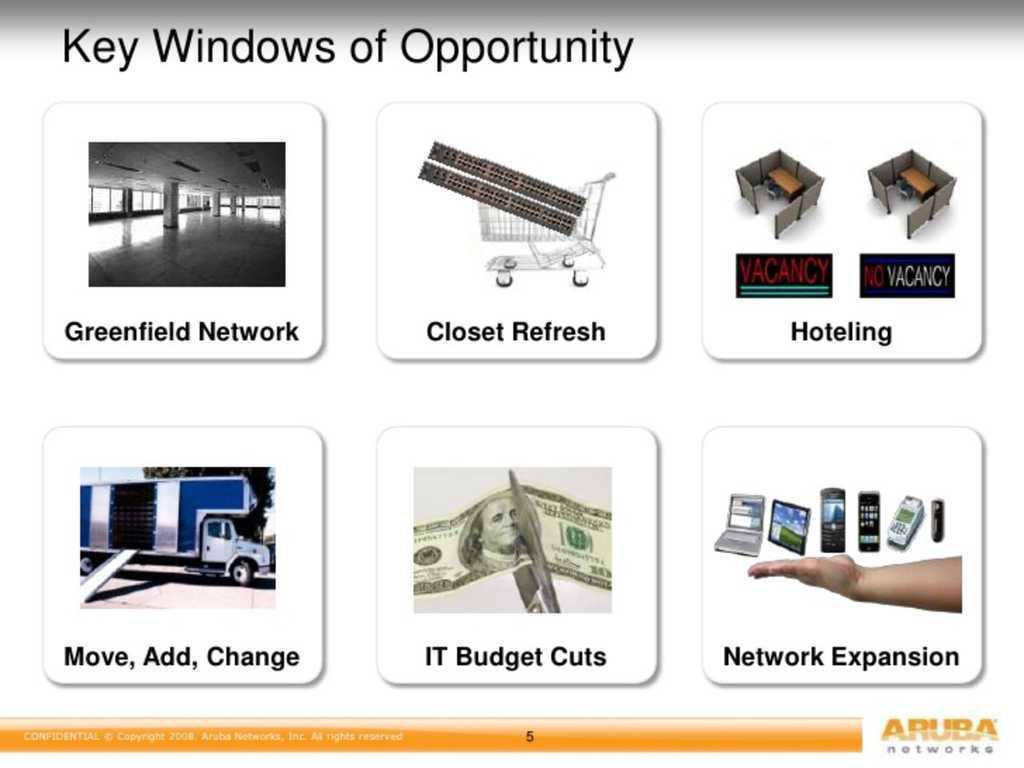 Key Windows of Opportunity
VACANCY
NO VACANCY
Greenfield Network
Closet Refresh
Hoteling
Move, Add, Change
IT Budget Cuts
Network Expansion
CONFIDENTIAL © Copyright 2008. Aruba Networks, Inc. All rights reserved
5
ARUBA
networks